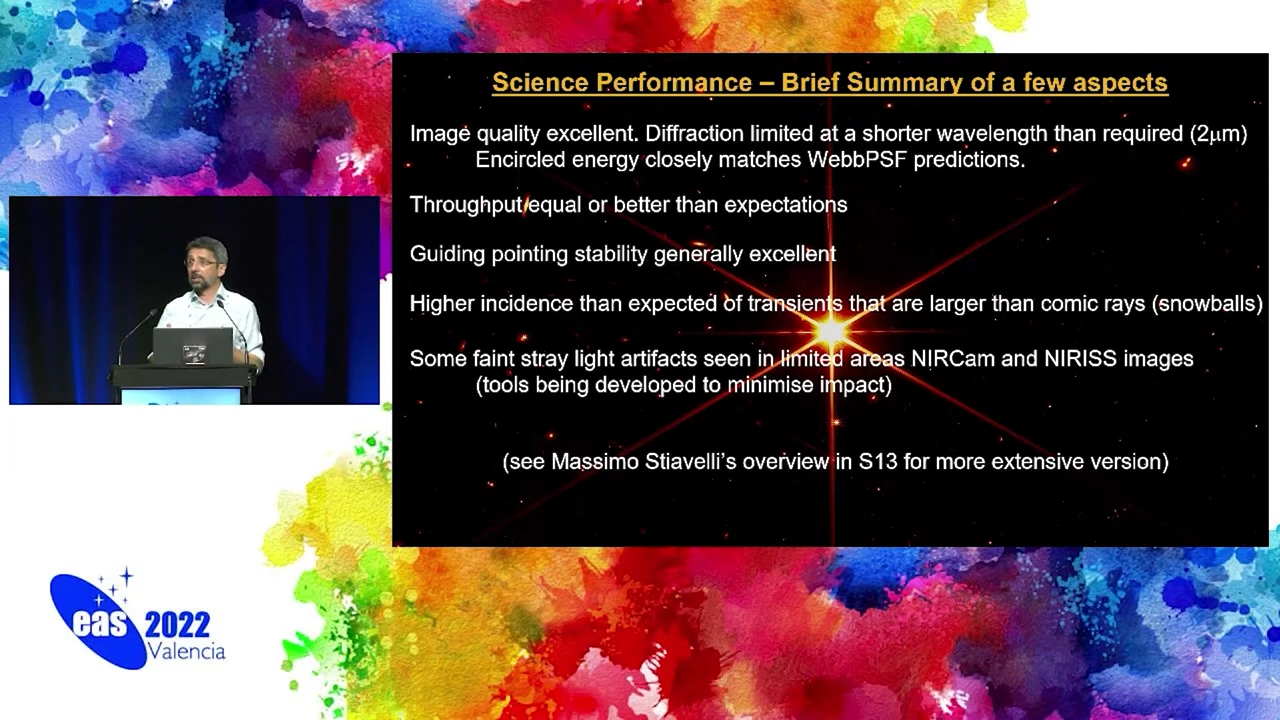 Science Performance – Brief Summary of a few aspects
Image quality excellent. Diffraction limited at a shorter wavelength than required (2μm)
Encircled energy closely matches WebbPSF predictions.
Throughput equal or better than expectations
Guiding pointing stability generally excellent
Higher incidence than expected of transients that are larger than comic rays (snowballs)
Some faint stray light artifacts seen in limited areas NIRCam and NIRISS images
(tools being developed to minimise impact)
(see Massimo Stiavelli's overview in S13 for more extensive version)
eas 2022
Valencia